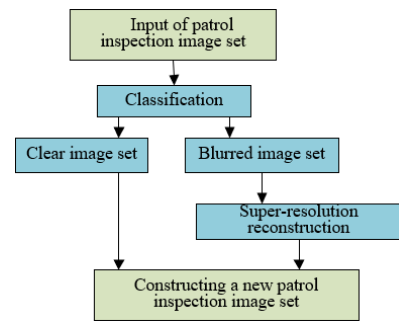 Input of patrol
inspection image set
Classification
Clear image set
Blurred image set
Super-resolution
reconstruction
Constructing a new patrol
inspection image set